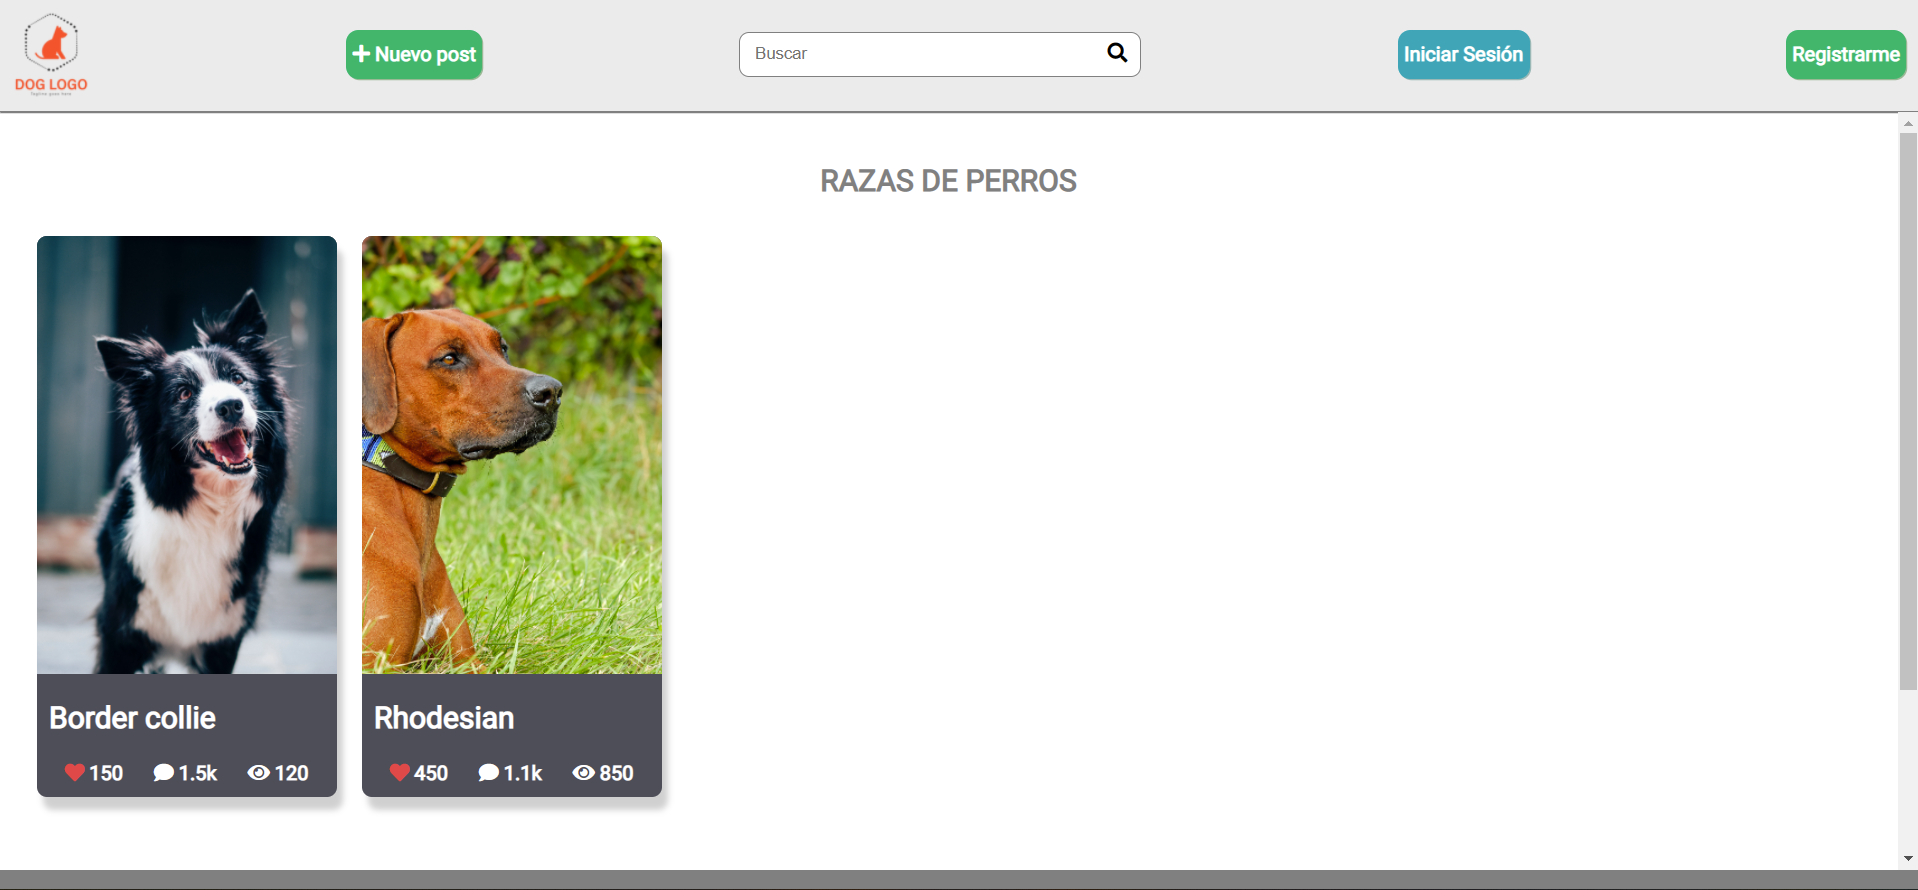 DOG LOGO
Nuevo post
Buscar
Iniciar Sesión
Registrarme
RAZAS DE PERROS
Border collie
150 1.5k 120
Rhodesian
450 1.1k 850